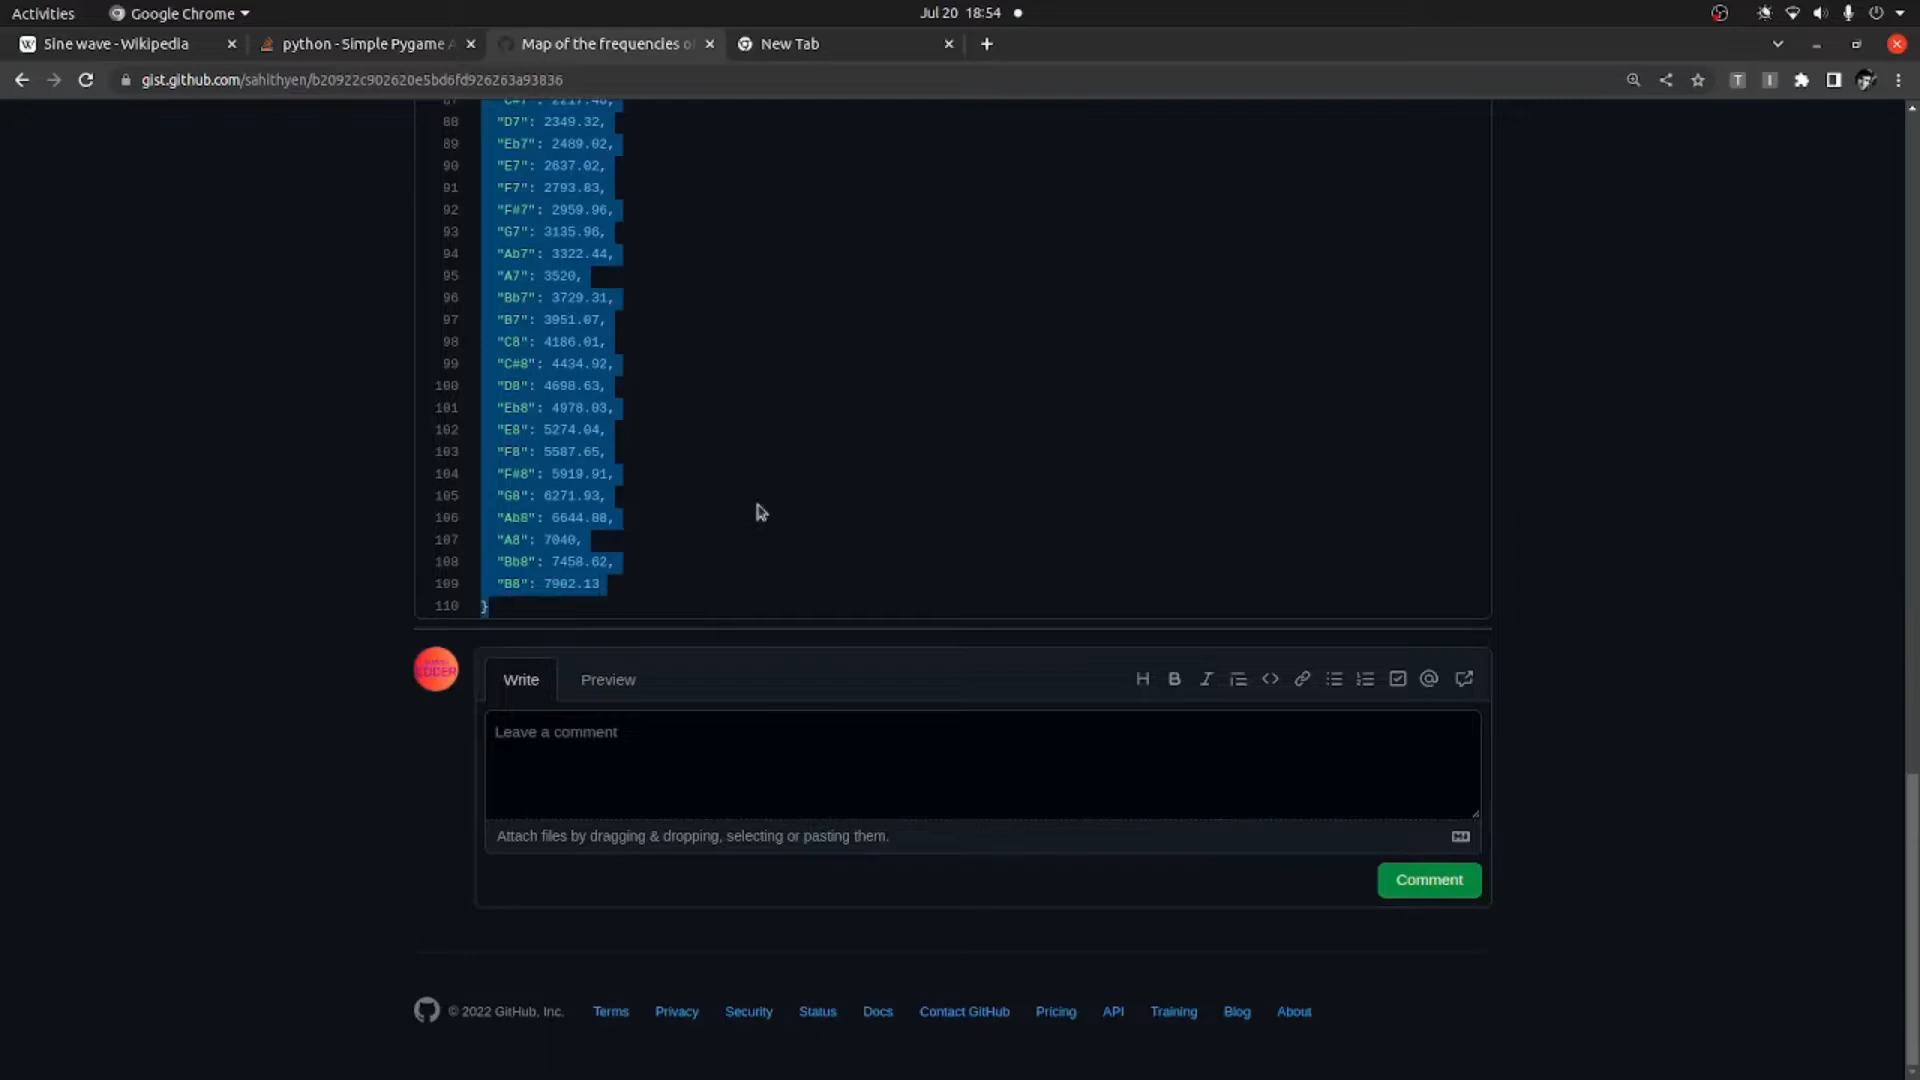 Activities
Google Chrome
Jul 20 18:54
Sine wave - Wikipedia
python - Simple Pygame A
Map of the frequencies o
New Tab
gist.github.com/sahithyen/b20922c902620e5bd6fd926263a93836
T
I
87 "C#7": 2217.46,
88 "D7": 2349.32,
89 "Eb7": 2489.02,
90 "E7": 2637.02,
91 "F7": 2793.83,
92 "F#7": 2959.96,
93 "G7": 3135.96,
94 "Ab7": 3322.44,
95 "A7": 3520,
96 "Bb7": 3729.31,
97 "B7": 3951.07,
98 "C8": 4186.01,
99 "C#8": 4434.92,
100 "D8": 4698.63,
101 "Eb8": 4978.03,
102 "E8": 5274.04,
103 "F8": 5587.65,
104 "F#8": 5919.91,
105 "G8": 6271.93,
106 "Ab8": 6644.88,
107 "A8": 7040,
108 "Bb8": 7458.62,
109 "B8": 7902.13
110 }
CODER
Write
Preview
Leave a comment
Attach files by dragging & dropping, selecting or pasting them.
Comment
© 2022 GitHub, Inc.
Terms
Privacy
Security
Status
Docs
Contact GitHub
Pricing
API
Training
Blog
About